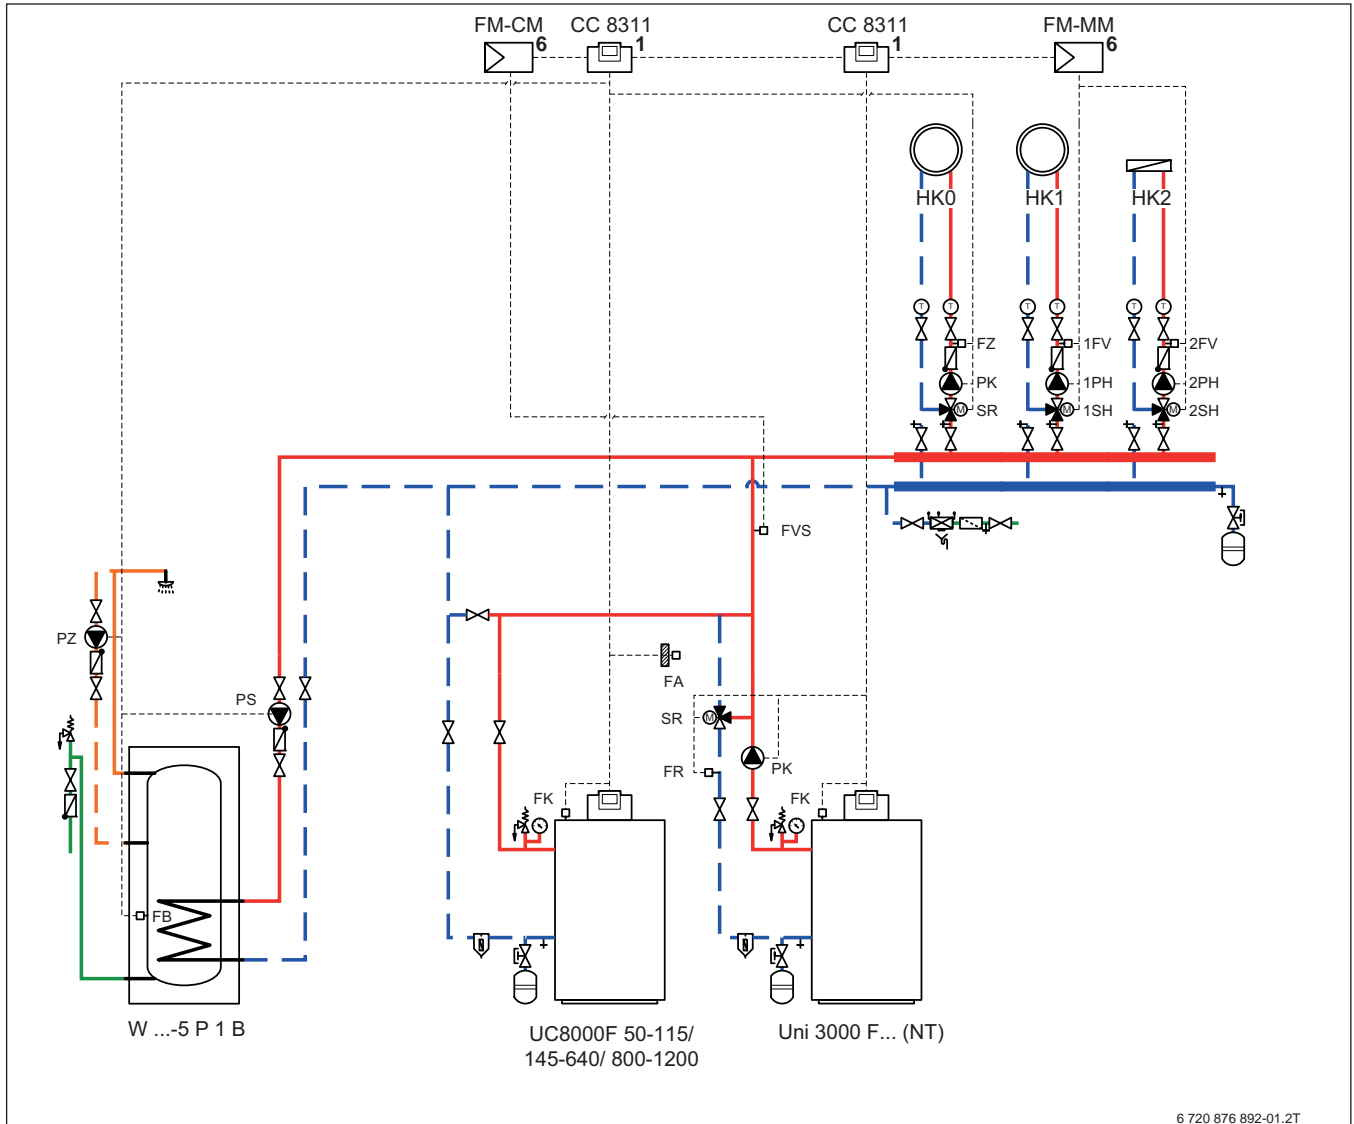 FM-CM CC 8311 CC 8311 FM-MM
6 1 1 6
HK0 HK1 HK2
T T T T T T
FZ 1FV 2FV
PK 1PH 2PH
M SR M 1SH M 2SH
FVS
PZ
FA
PS
SR M
FR PK
FK FK
FB
W ...-5 P 1 B
UC8000F 50-115/
145-640/ 800-1200
Uni 3000 F... (NT)
6 720 876 892-01.2T